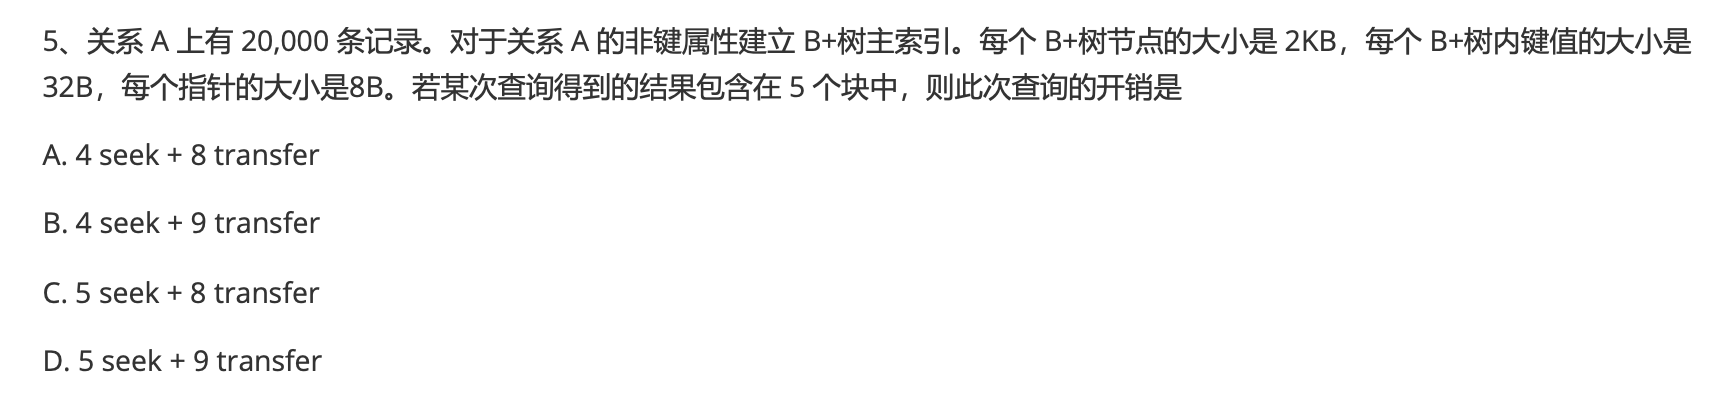 5、关系 A 上有 20,000 条记录。对于关系 A 的非键属性建立 B+树主索引。每个 B+树节点的大小是 2KB，每个 B+树内键值的大小是
32B，每个指针的大小是8B。若某次查询得到的结果包含在 5 个块中，则此次查询的开销是
A. 4 seek + 8 transfer
B. 4 seek + 9 transfer
C. 5 seek + 8 transfer
D. 5 seek + 9 transfer